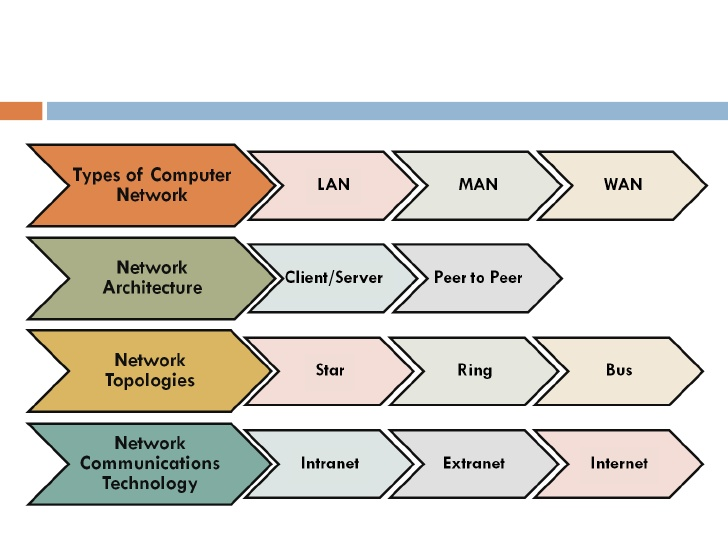 Types of Computer
Network
LAN
MAN
WAN
Network
Architecture
Client/Server
Peer to Peer
Network
Topologies
Star
Ring
Bus
Network
Communications
Technology
Intranet
Extranet
Internet